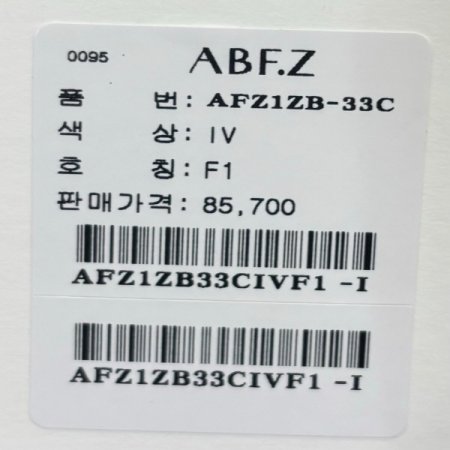 0095 ABF.Z
품 번: AFZ1ZB-33C
색 상: IV
호 칭: F1
판매가격: 85,700
AFZ1ZB33CIVF1 -I
AFZ1ZB33CIVF1 -I